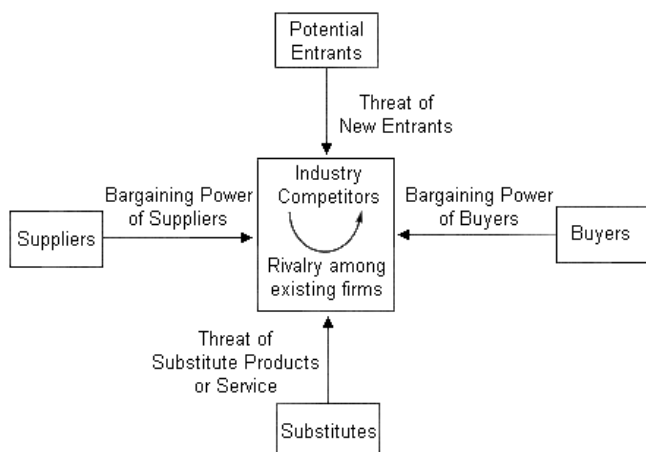 Potential
Entrants
Threat of
New Entrants
Industry
Competitors
Bargaining Power
of Suppliers
Bargaining Power
of Buyers
Suppliers
Buyers
Rivalry among
existing firms
Threat of
Substitute Products
or Service
Substitutes